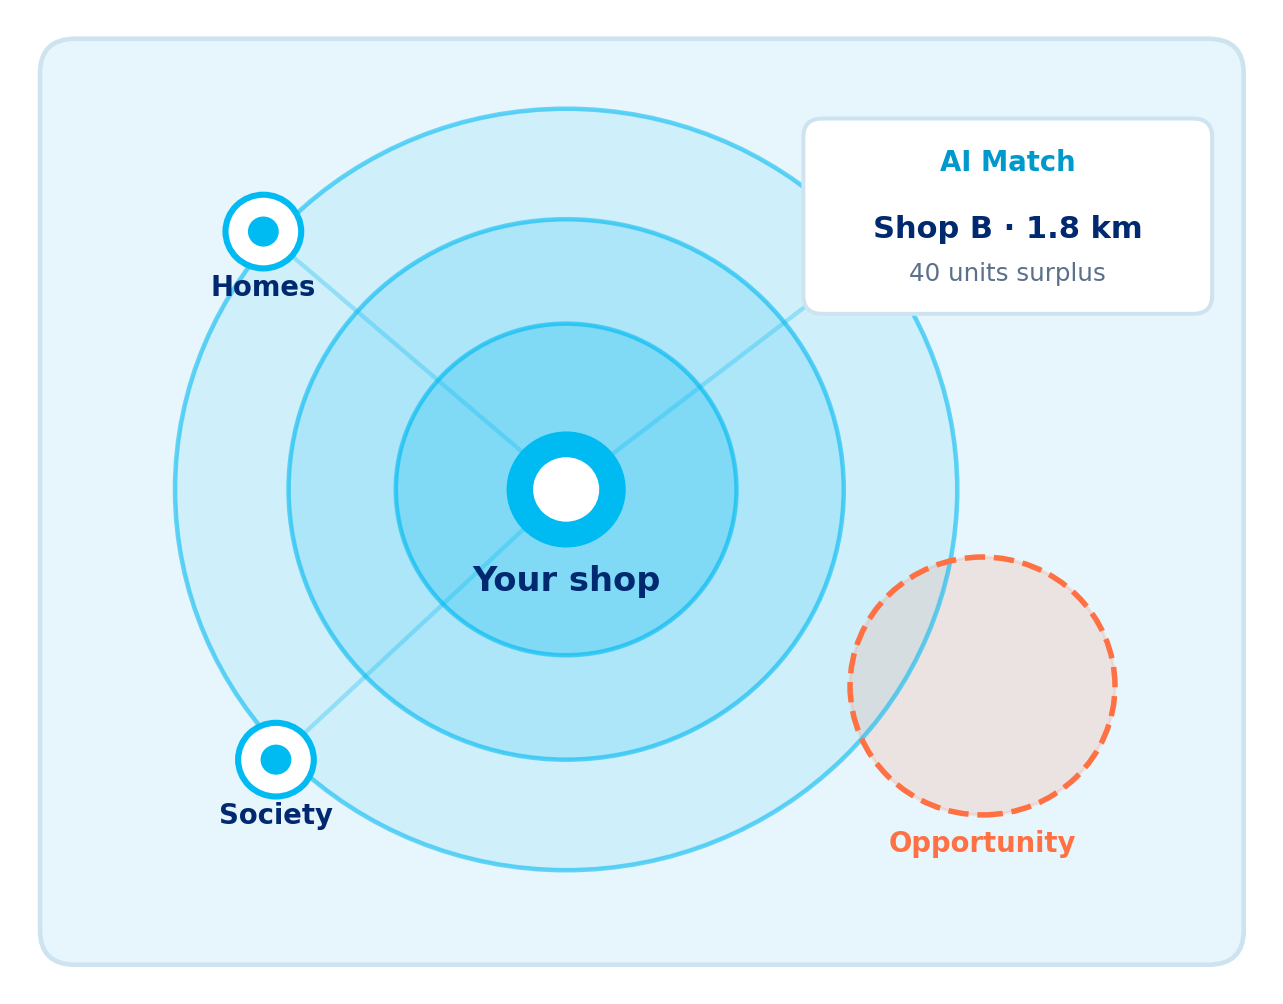 AI Match
Shop B · 1.8 km
40 units surplus
Homes
Your shop
Society
Opportunity